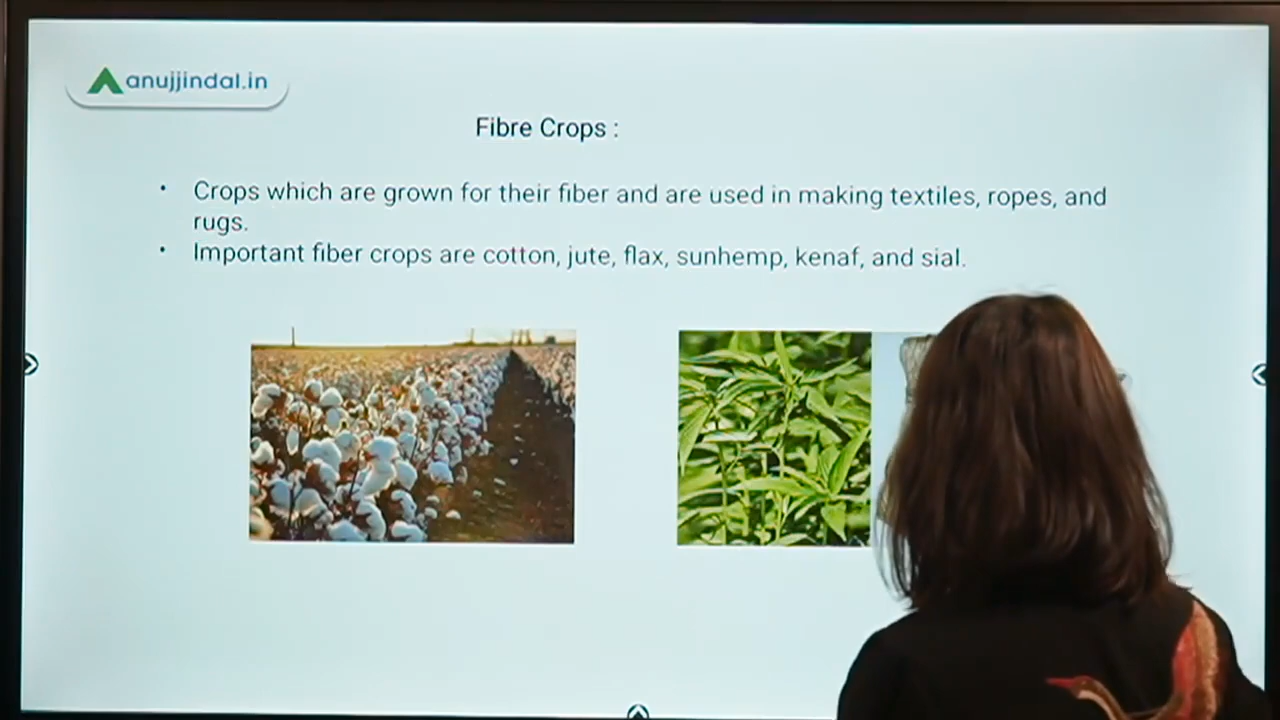 anujjindal.in
Fibre Crops :
• Crops which are grown for their fiber and are used in making textiles, ropes, and
rugs.
• Important fiber crops are cotton, jute, flax, sunhemp, kenaf, and sial.